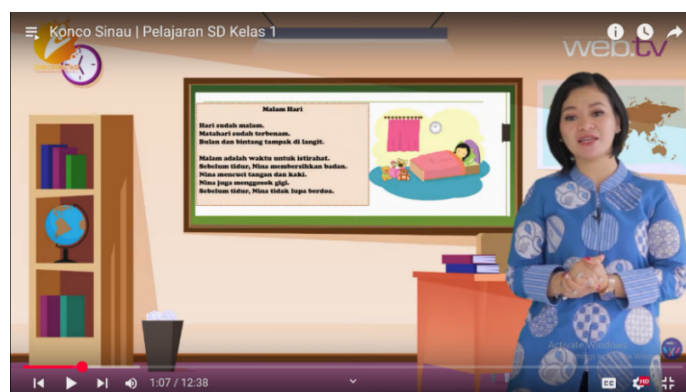 Konco Sinau | Pelajaran SD Kelas 1
web.tv
Malam Hari
Hari sudah malam.
Matahari sudah terbenam.
Bulan dan bintang tampak di langit.
Malam adalah waktu untuk istirahat.
Sebelum tidur, Nina membersihkan badan.
Nina mencuci tangan dan kaki.
Nina juga menggosok gigi.
Sebelum tidur, Nina tidak lupa berdoa.
Activate Windows
1:07 / 12:38
CC
HD